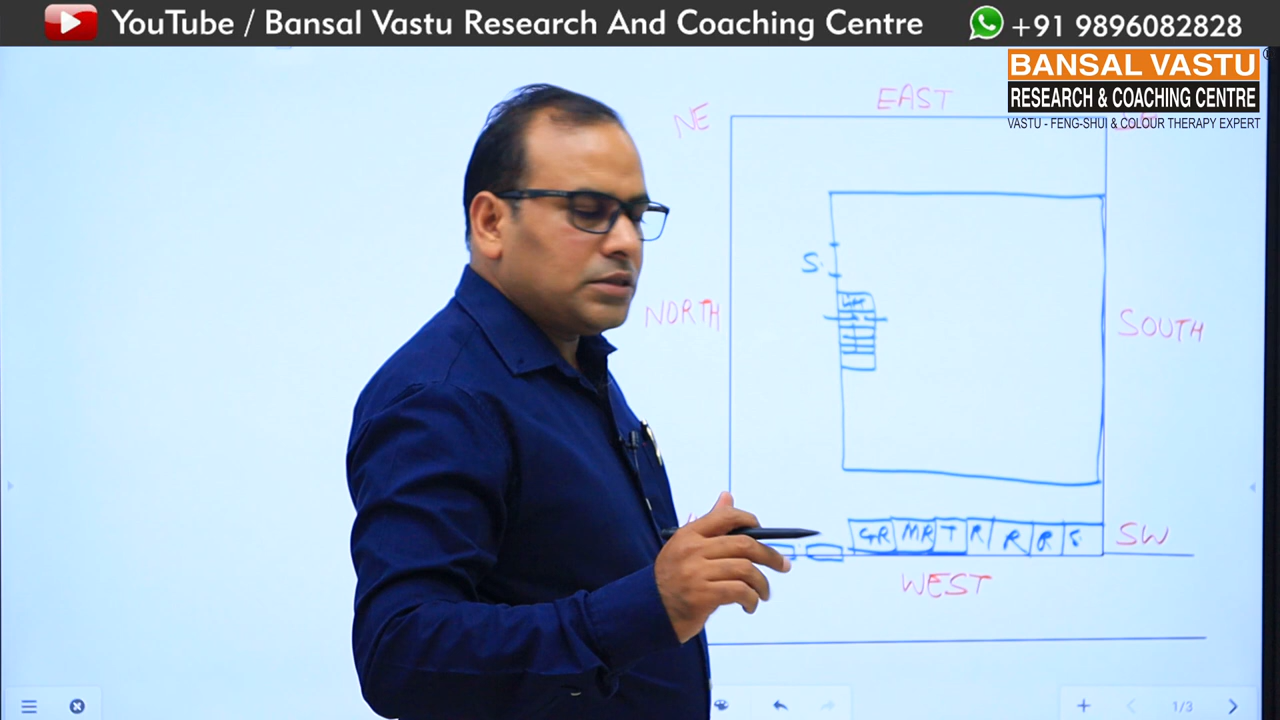 YouTube / Bansal Vastu Research And Coaching Centre
+91 9896082828
BANSAL VASTU
RESEARCH & COACHING CENTRE
VASTU - FENG-SHUI & COLOUR THERAPY EXPERT
EAST
NE
S.
NORTH
SOUTH
GR MR T R R R
SW
WEST
1/3